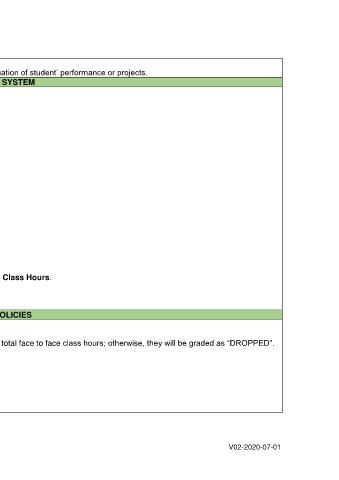 ation of student' performance or projects.
SYSTEM
Class Hours.
OLICIES
total face to face class hours; otherwise, they will be graded as “DROPPED”.
V02-2020-07-01